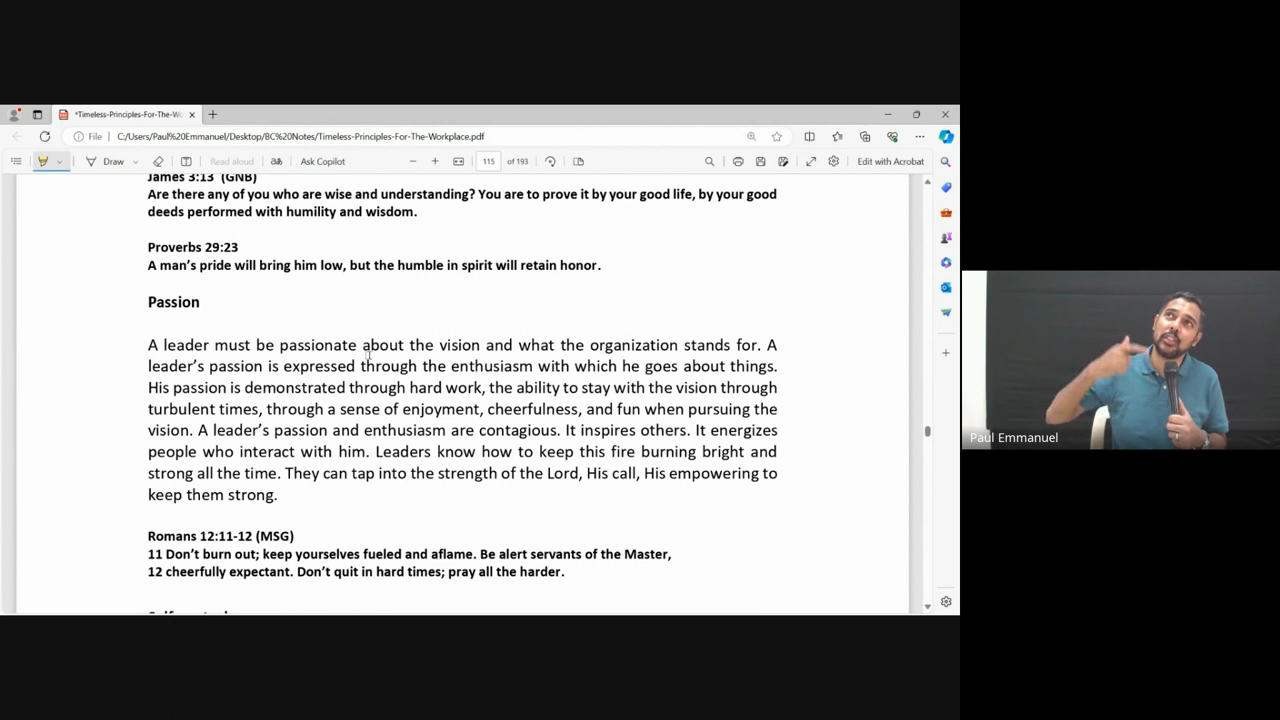 *Timeless-Principles-For-The-Wo
File
C:/Users/Paul%20Emmanuel/Desktop/BC%20Notes/Timeless-Principles-For-The-Workplace.pdf
Draw
Read aloud
Ask Copilot
115 of 193
Edit with Acrobat
James 3:13 (GNB)
Are there any of you who are wise and understanding? You are to prove it by your good life, by your good
deeds performed with humility and wisdom.
Proverbs 29:23
A man's pride will bring him low, but the humble in spirit will retain honor.
Passion
A leader must be passionate about the vision and what the organization stands for. A
leader's passion is expressed through the enthusiasm with which he goes about things.
His passion is demonstrated through hard work, the ability to stay with the vision through
turbulent times, through a sense of enjoyment, cheerfulness, and fun when pursuing the
vision. A leader's passion and enthusiasm are contagious. It inspires others. It energizes
people who interact with him. Leaders know how to keep this fire burning bright and
strong all the time. They can tap into the strength of the Lord, His call, His empowering to
keep them strong.
Romans 12:11-12 (MSG)
11 Don't burn out; keep yourselves fueled and aflame. Be alert servants of the Master,
12 cheerfully expectant. Don't quit in hard times; pray all the harder.
Paul Emmanuel